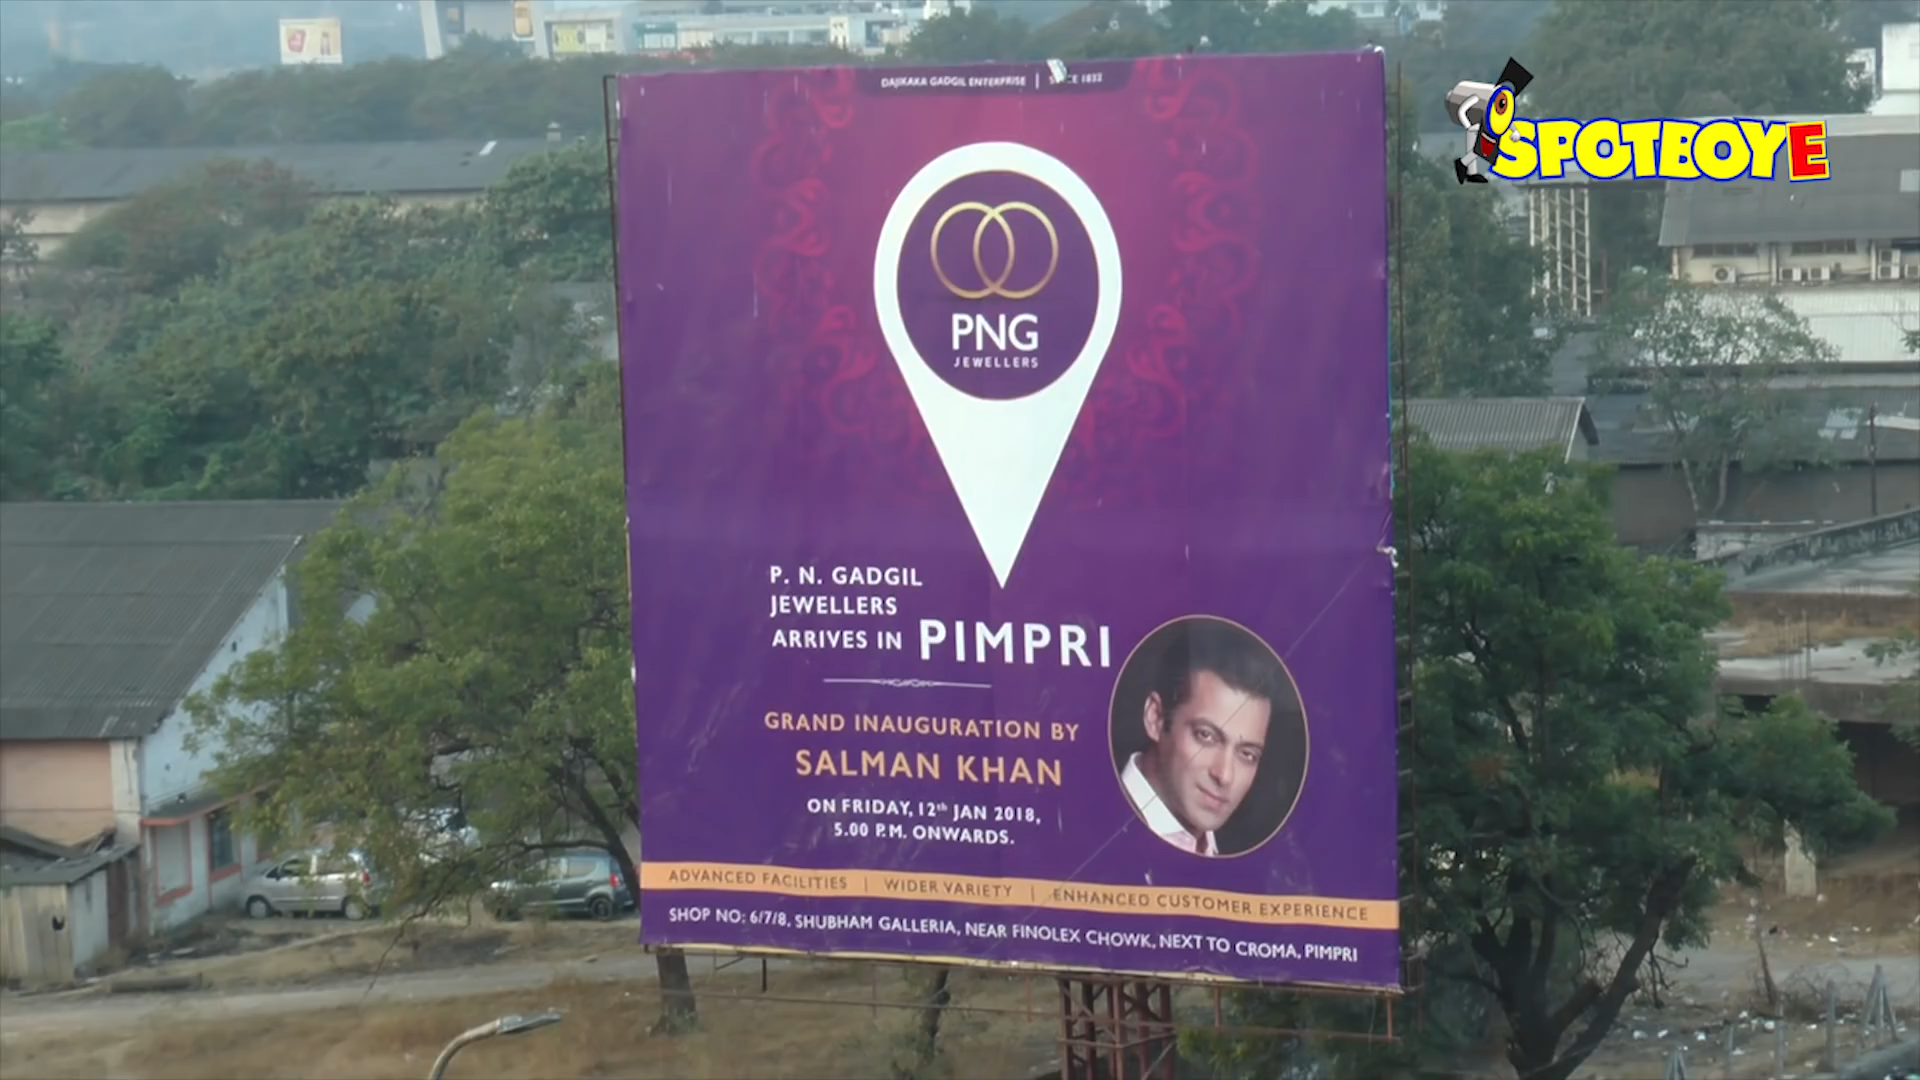 DAJIKAKA GADGIL ENTERPRISE | SINCE 1832
SPOTBOYE
PNG
JEWELLERS
P. N. GADGIL
JEWELLERS
ARRIVES IN PIMPRI
GRAND INAUGURATION BY
SALMAN KHAN
ON FRIDAY, 12th JAN 2018,
5.00 P.M. ONWARDS.
ADVANCED FACILITIES | WIDER VARIETY | ENHANCED CUSTOMER EXPERIENCE
SHOP NO: 6/7/8, SHUBHAM GALLERIA, NEAR FINOLEX CHOWK, NEXT TO CROMA, PIMPRI